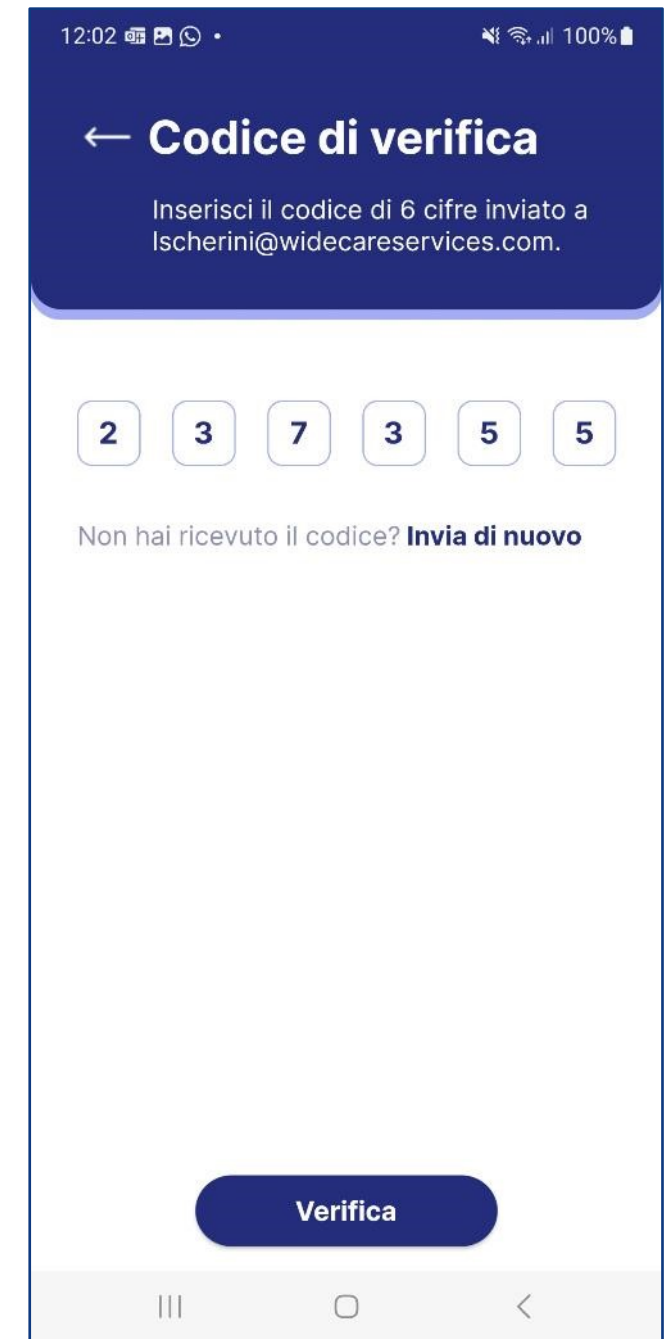 12:02 100%
← Codice di verifica
Inserisci il codice di 6 cifre inviato a
lscherini@widecareservices.com.
2 3 7 3 5 5
Non hai ricevuto il codice? Invia di nuovo
Verifica